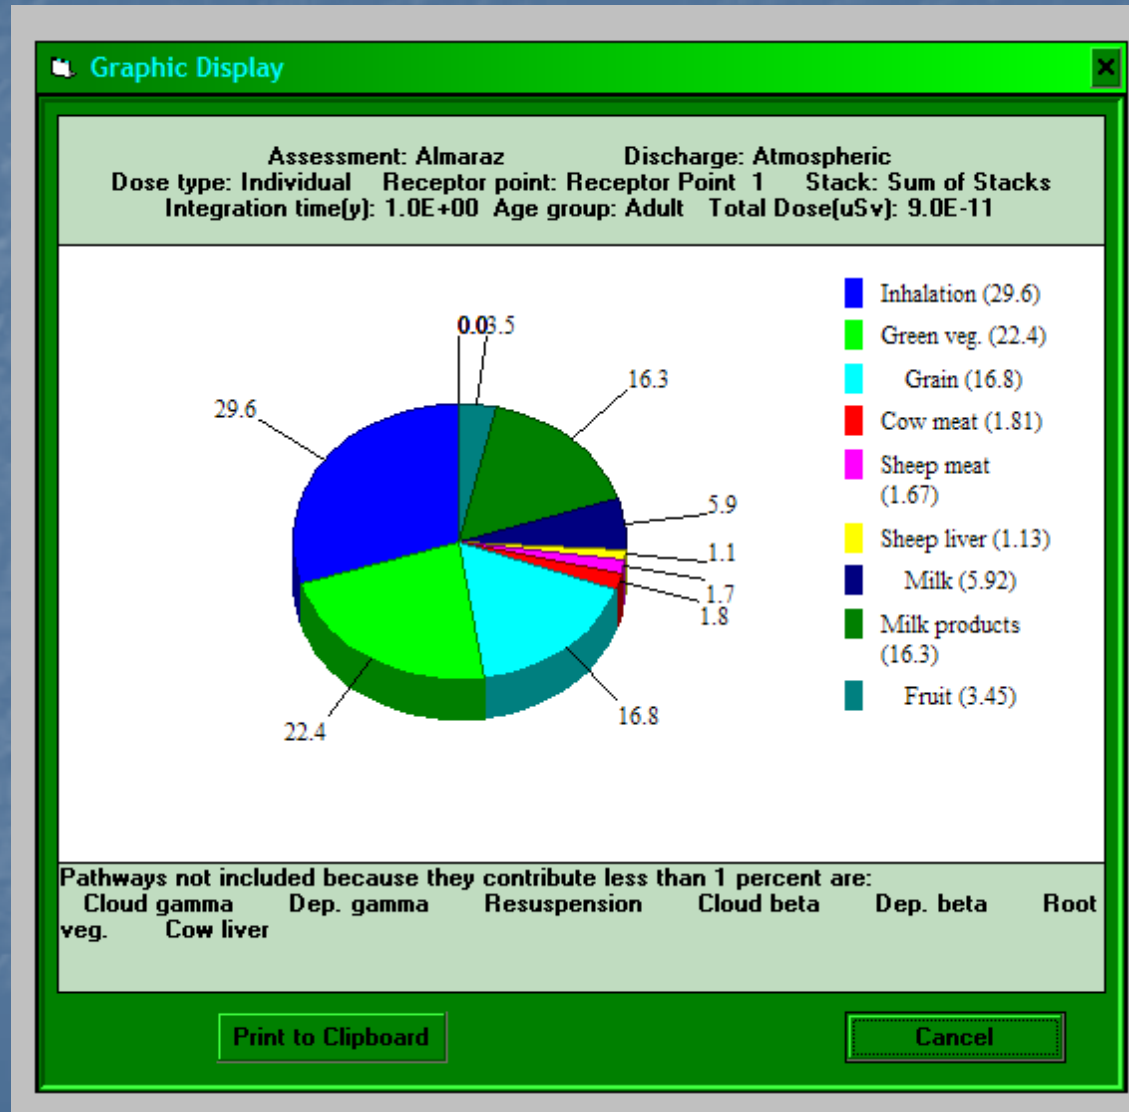 Graphic Display
Assessment: Almaraz Discharge: Atmospheric
Dose type: Individual Receptor point: Receptor Point 1 Stack: Sum of Stacks
Integration time(y): 1.0E+00 Age group: Adult Total Dose(uSv): 9.0E-11
0.0
3.5
16.3
29.6
5.9
1.1
1.7
1.8
16.8
22.4
Inhalation (29.6)
Green veg. (22.4)
Grain (16.8)
Cow meat (1.81)
Sheep meat
(1.67)
Sheep liver (1.13)
Milk (5.92)
Milk products
(16.3)
Fruit (3.45)
Pathways not included because they contribute less than 1 percent are:
Cloud gamma Dep. gamma Resuspension Cloud beta Dep. beta Root
veg. Cow liver
Print to Clipboard
Cancel